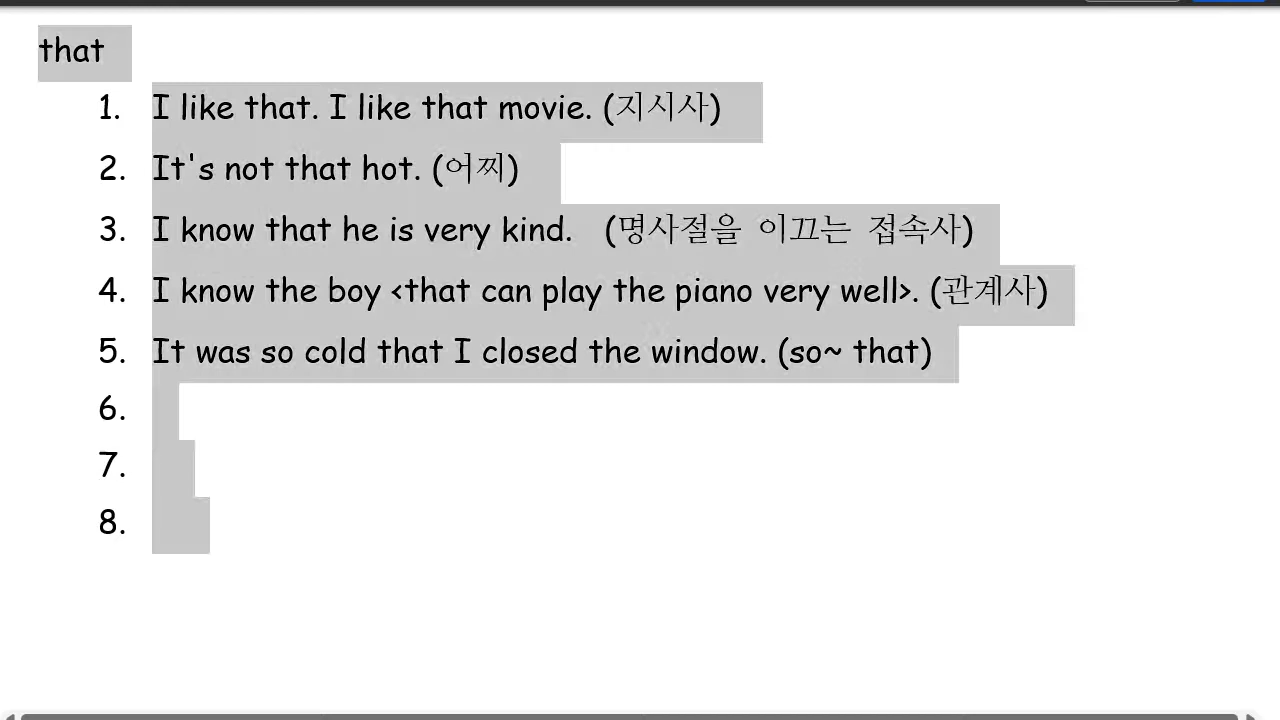 that
1. I like that. I like that movie. (지시사)
2. It's not that hot. (어찌)
3. I know that he is very kind. (명사절을 이끄는 접속사)
4. I know the boy <that can play the piano very well>. (관계사)
5. It was so cold that I closed the window. (so~ that)
6.
7.
8.